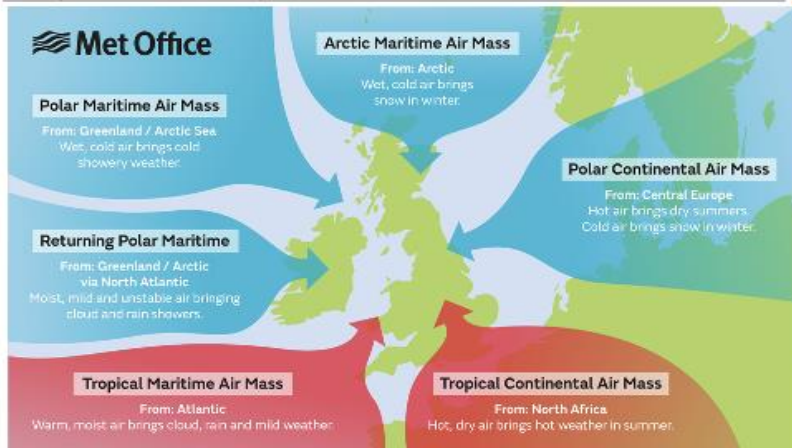 Met Office
Arctic Maritime Air Mass
From: Arctic
Wet, cold air brings
snow in winter.
Polar Maritime Air Mass
From: Greenland / Arctic Sea
Wet, cold air brings cold
showery weather.
Polar Continental Air Mass
From: Central Europe
Hot air brings dry summers.
Cold air brings snow in winter.
Returning Polar Maritime
From: Greenland / Arctic
via North Atlantic
Moist, mild and unstable air bringing
cloud and rain showers.
Tropical Maritime Air Mass
From: Atlantic
Warm, moist air brings cloud, rain and mild weather.
Tropical Continental Air Mass
From: North Africa
Hot, dry air brings hot weather in summer.